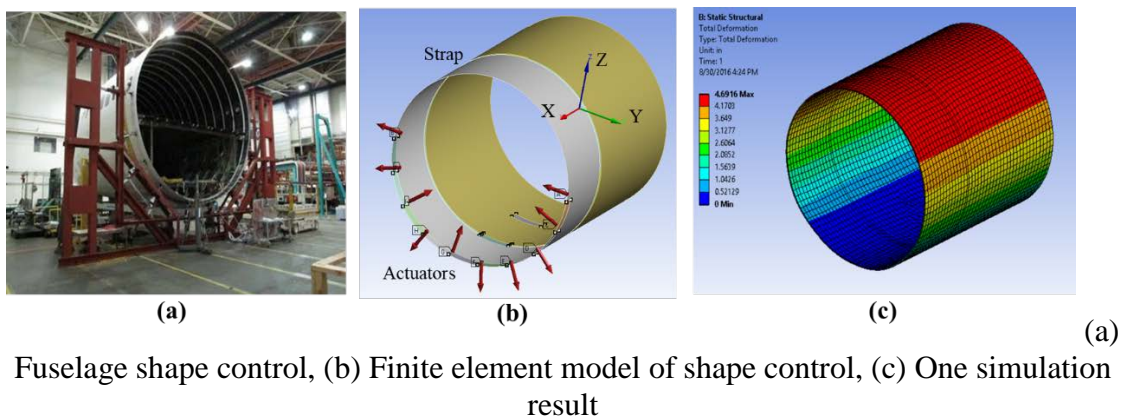 Strap
Z
X
Y
Actuators
B: Static Structural
Total Deformation
Type: Total Deformation
Unit: in
Time: 1
8/30/2016 4:24 PM
4.6916 Max
4.1703
3.649
3.1277
2.6064
2.0852
1.5639
1.0426
0.52129
0 Min
(a)
(b)
(c)
(a)
Fuselage shape control, (b) Finite element model of shape control, (c) One simulation
result